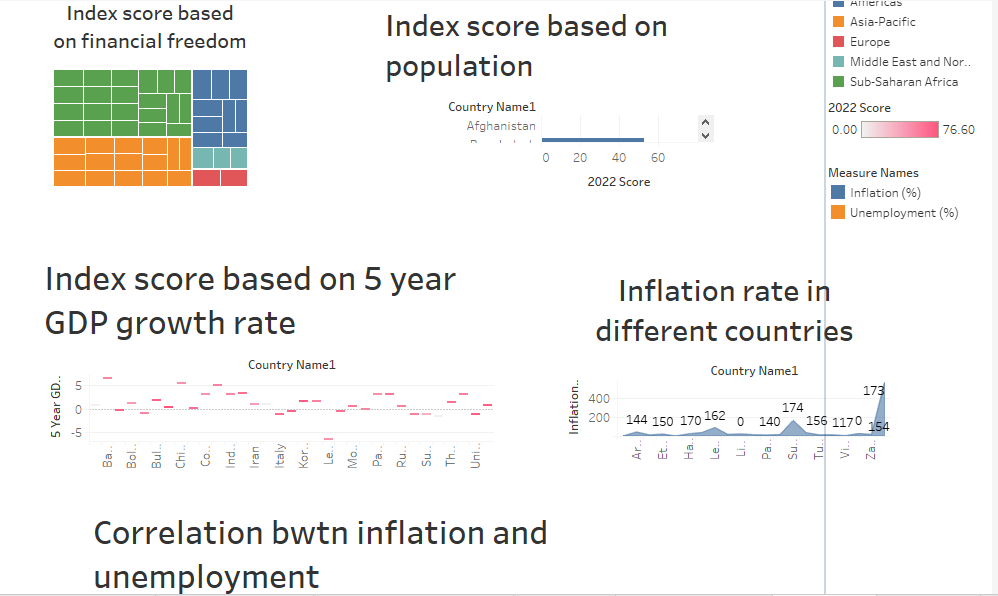 Index score based
on financial freedom
Index score based on
population
Country Name1
Afghanistan
0 20 40 60
2022 Score
Americas
Asia-Pacific
Europe
Middle East and Nor..
Sub-Saharan Africa
2022 Score
0.00 76.60
Measure Names
Inflation (%)
Unemployment (%)
Index score based on 5 year
GDP growth rate
Country Name1
5 Year GD..
5
0
-5
Ba..
Bol..
Bul..
Chi..
Co..
Ind..
Iran
Italy
Kor..
Le..
Mo..
Pa..
Ru..
Su..
Th..
Uni..
Inflation rate in
different countries
Country Name1
Inflation..
400
200
144 150 170 162 0 140 174 156 117 0 173 154
Ar..
Et..
Ha..
Le..
Li..
Pa..
Su..
Tu..
Vi..
Za..
Correlation bwtn inflation and
unemployment